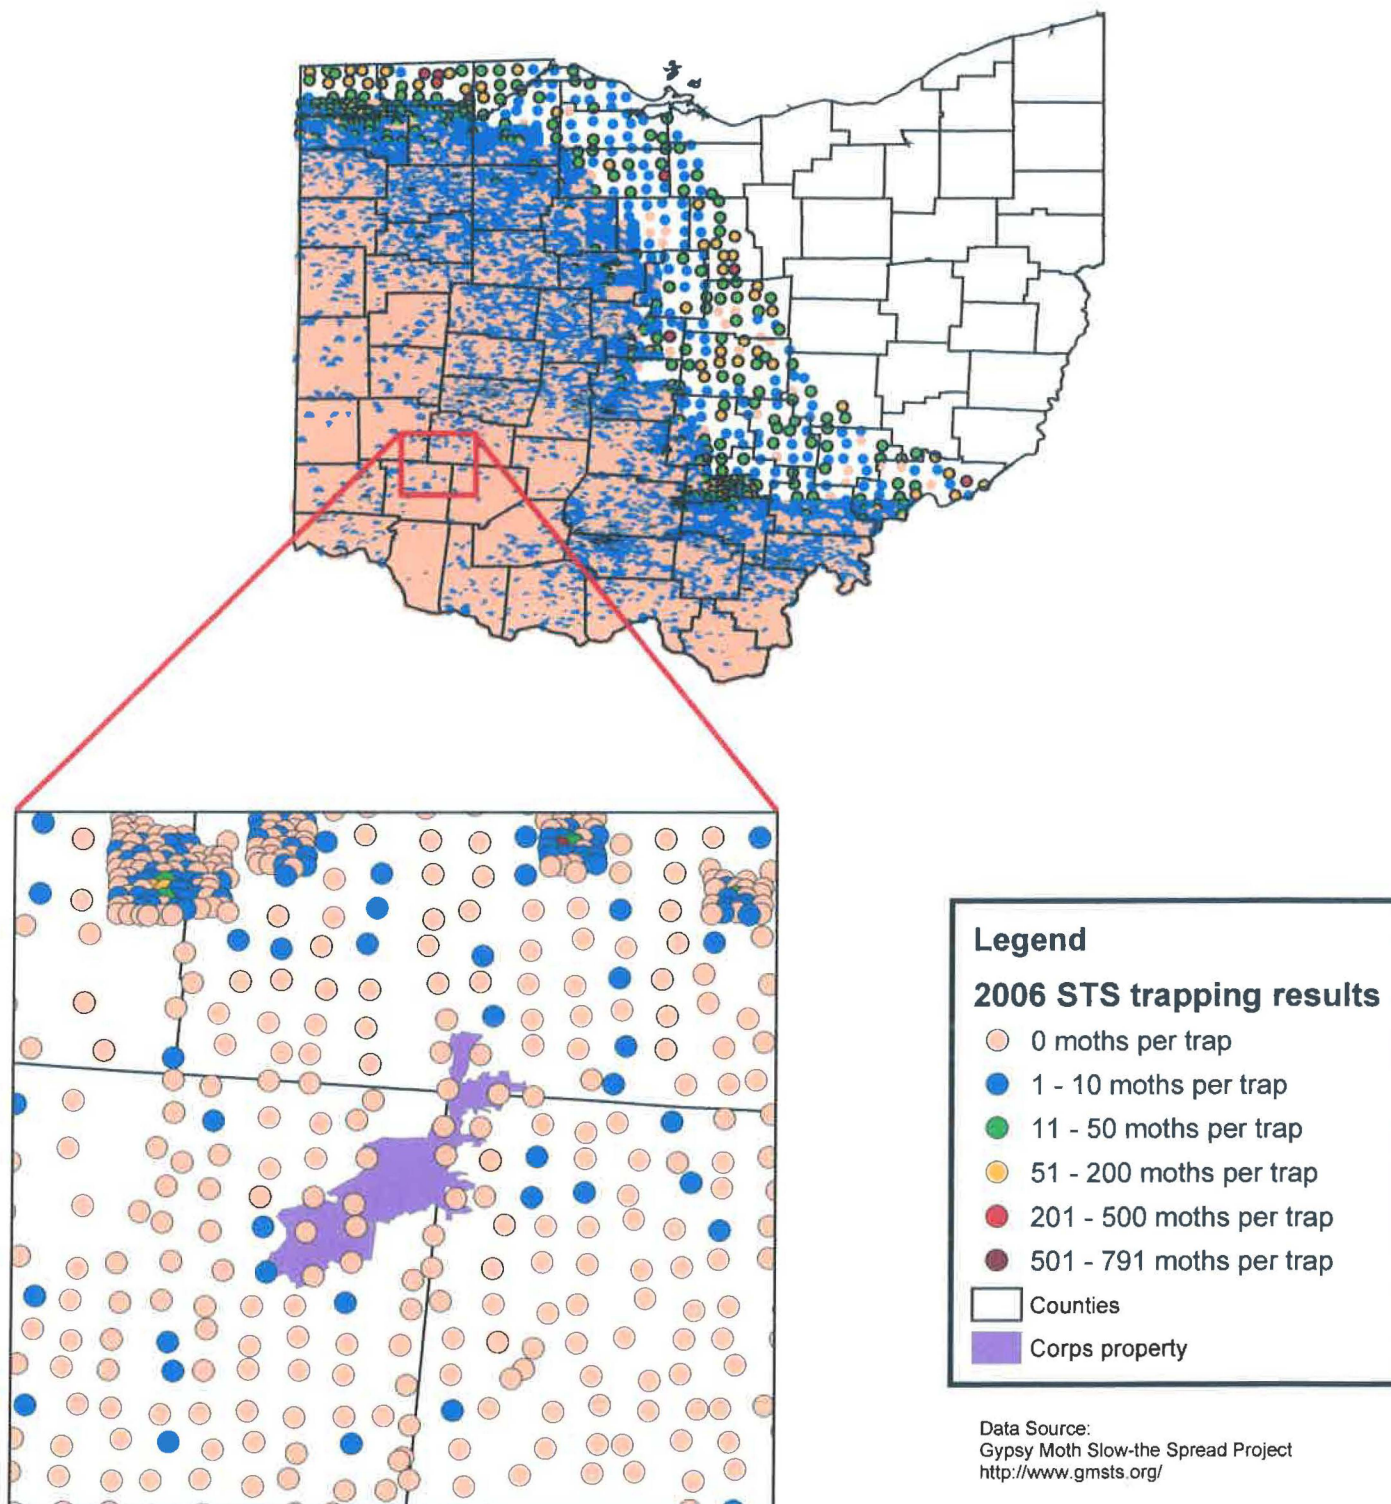 Legend
2006 STS trapping results
0 moths per trap
1 - 10 moths per trap
11 - 50 moths per trap
51 - 200 moths per trap
201 - 500 moths per trap
501 - 791 moths per trap
Counties
Corps property
Data Source:
Gypsy Moth Slow-the Spread Project
http://www.gmsts.org/